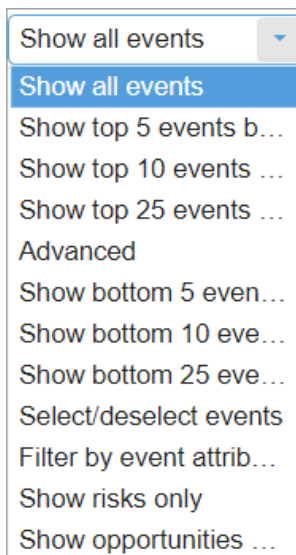 Show all events
Show all events
Show top 5 events b...
Show top 10 events ...
Show top 25 events ...
Advanced
Show bottom 5 even...
Show bottom 10 eve...
Show bottom 25 eve...
Select/deselect events
Filter by event attrib...
Show risks only
Show opportunities ...